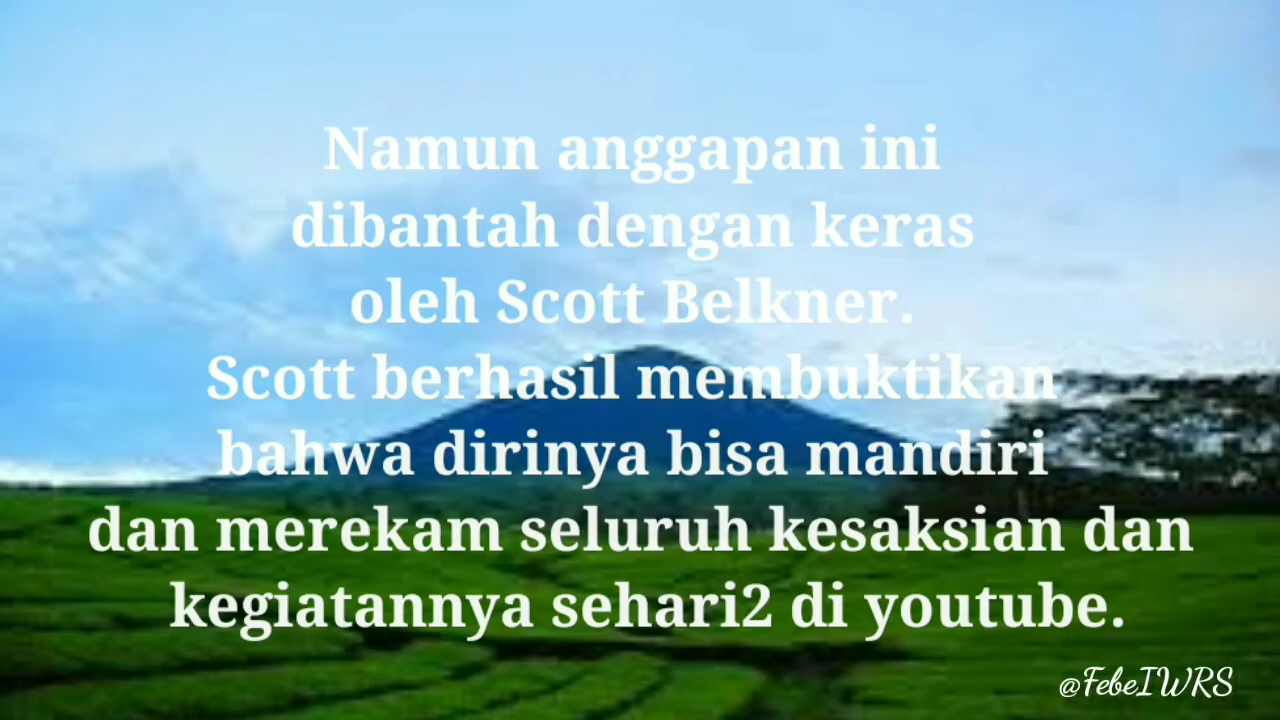 Namun anggapan ini
dibantah dengan keras
oleh Scott Belkner.
Scott berhasil membuktikan
bahwa dirinya bisa mandiri
dan merekam seluruh kesaksian dan
kegiatannya sehari2 di youtube.
@FebeIWRS